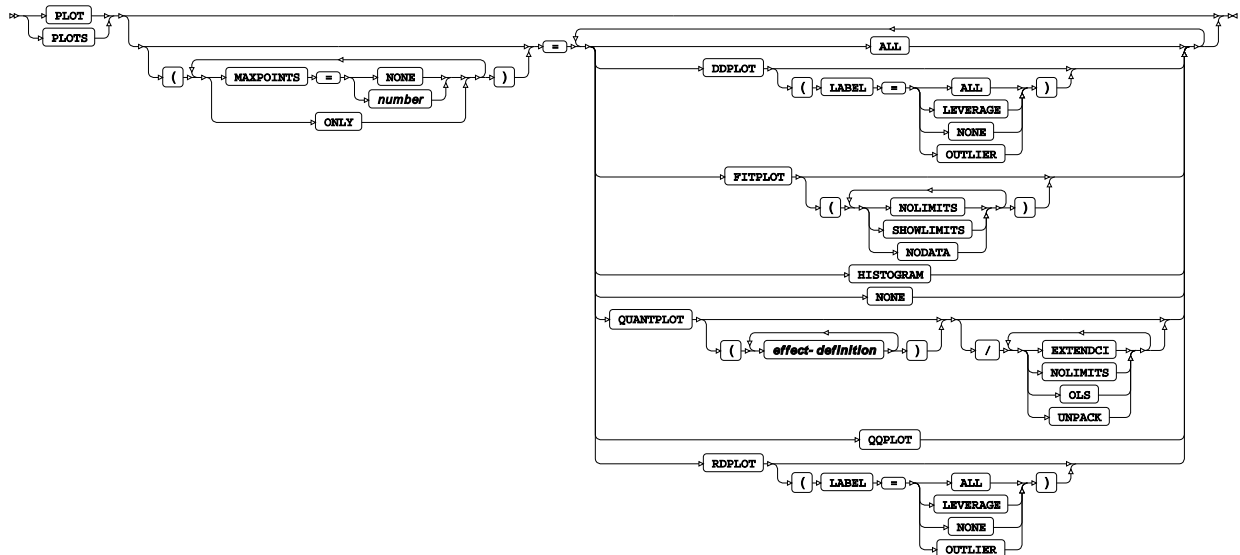 PLOT
PLOTS
( MAXPOINTS = NONE )
number
ONLY
=
ALL
DDPLOT
( LABEL = ALL )
LEVERAGE
NONE
OUTLIER
FITPLOT
( NOLIMITS )
SHOWLIMITS
NODATA
HISTOGRAM
NONE
QUANTPLOT
( effect- definition )
/ EXTENDCI
NOLIMITS
OLS
UNPACK
QQPLOT
RDPLOT
( LABEL = ALL )
LEVERAGE
NONE
OUTLIER